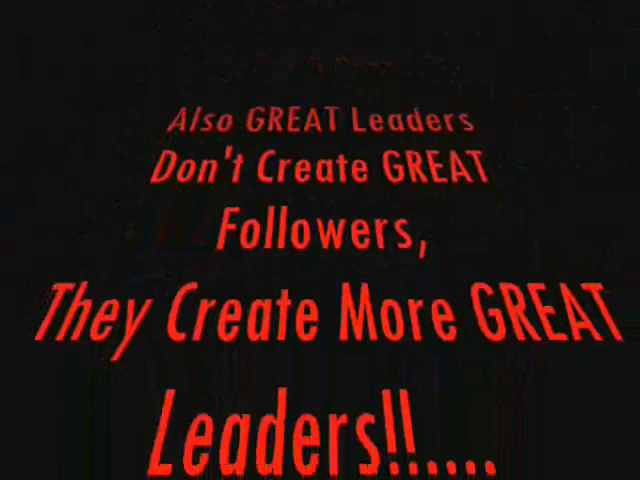 Also GREAT Leaders
Don't Create GREAT
Followers,
They Create More GREAT
Leaders!!....